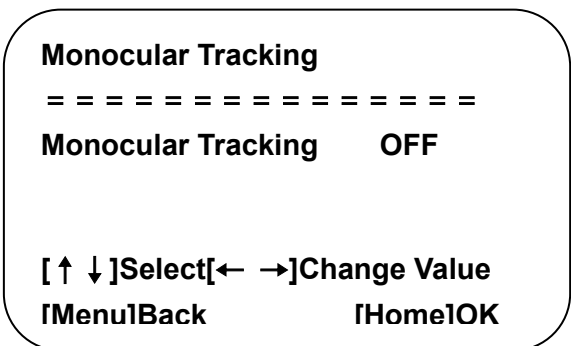 Monocular Tracking
= = = = = = = = = = = = = = =
Monocular Tracking OFF
[↑ ↓]Select[← →]Change Value
[Menu]Back [Home]OK